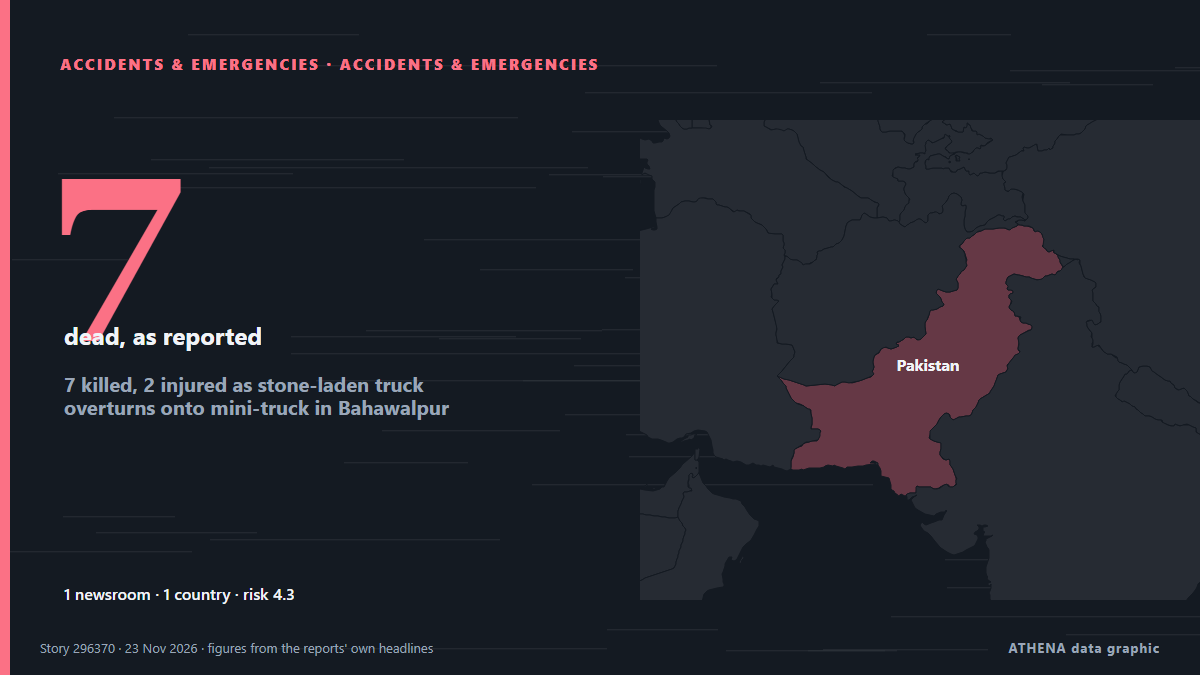 ACCIDENTS & EMERGENCIES · ACCIDENTS & EMERGENCIES
7
dead, as reported
7 killed, 2 injured as stone-laden truck
overturns onto mini-truck in Bahawalpur
Pakistan
1 newsroom · 1 country · risk 4.3
Story 296370 · 23 Nov 2026 · figures from the reports' own headlines
ATHENA data graphic